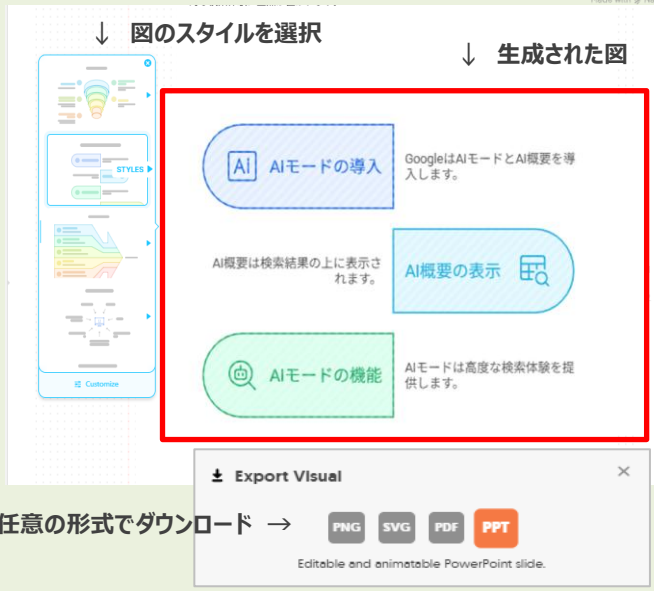 ↓ 図のスタイルを選択
↓ 生成された図
STYLES
Customize
AI AIモードの導入
GoogleはAIモードとAI概要を導
入します。
AI概要は検索結果の上に表示さ
れます。
AI概要の表示
AIモードの機能
AIモードは高度な検索体験を提
供します。
Export Visual
任意の形式でダウンロード →
PNG SVG PDF PPT
Editable and animatable PowerPoint slide.